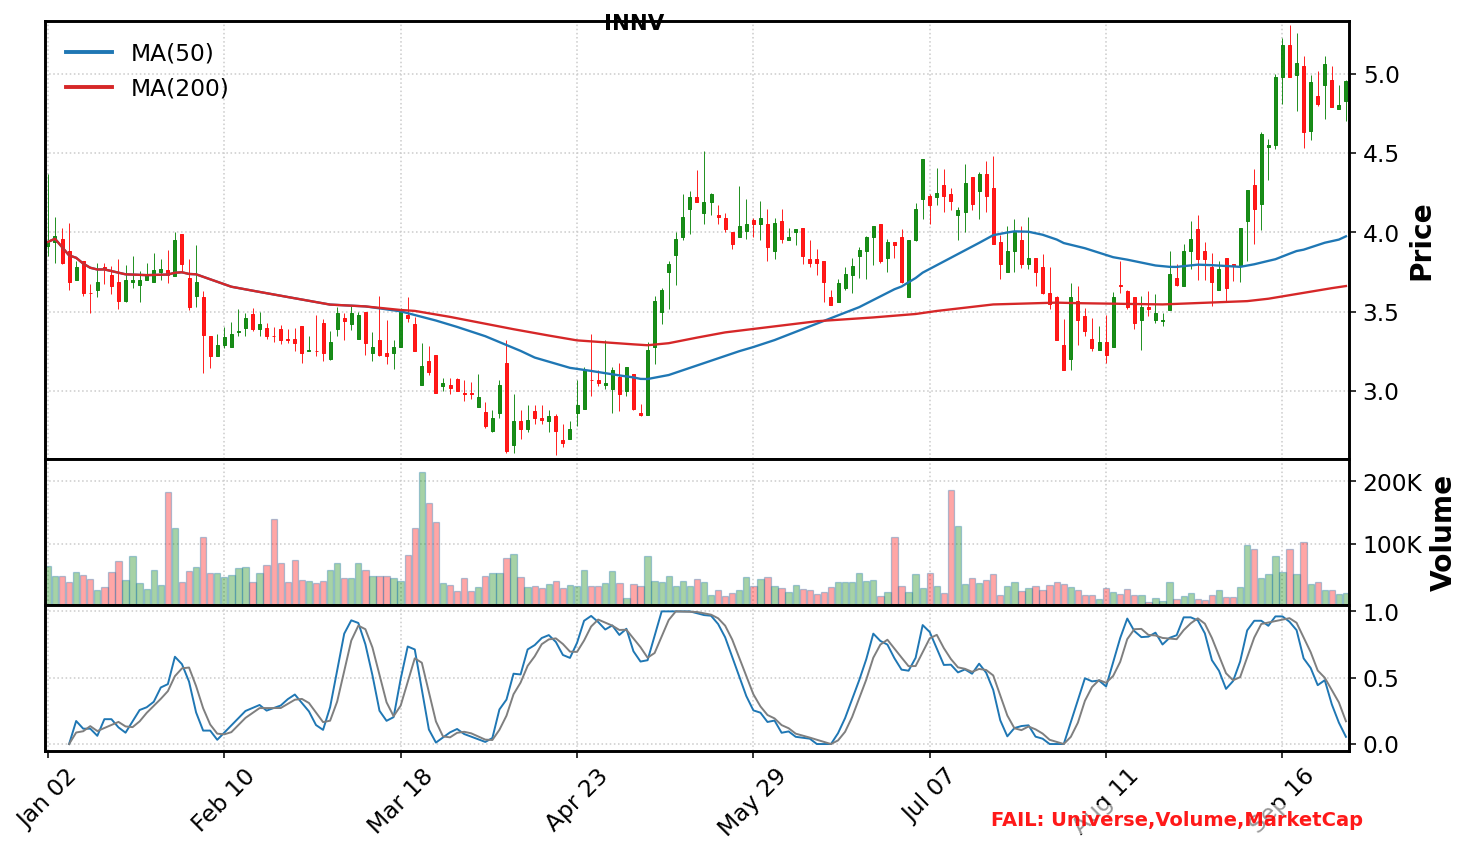 INNV
MA(50)
MA(200)
5.0
4.5
4.0
3.5
3.0
Price
200K
100K
Volume
1.0
0.5
0.0
Jan 02
Feb 10
Mar 18
Apr 23
May 29
Jul 07
Aug 11
Sep 16
FAIL: Universe,Volume,MarketCap